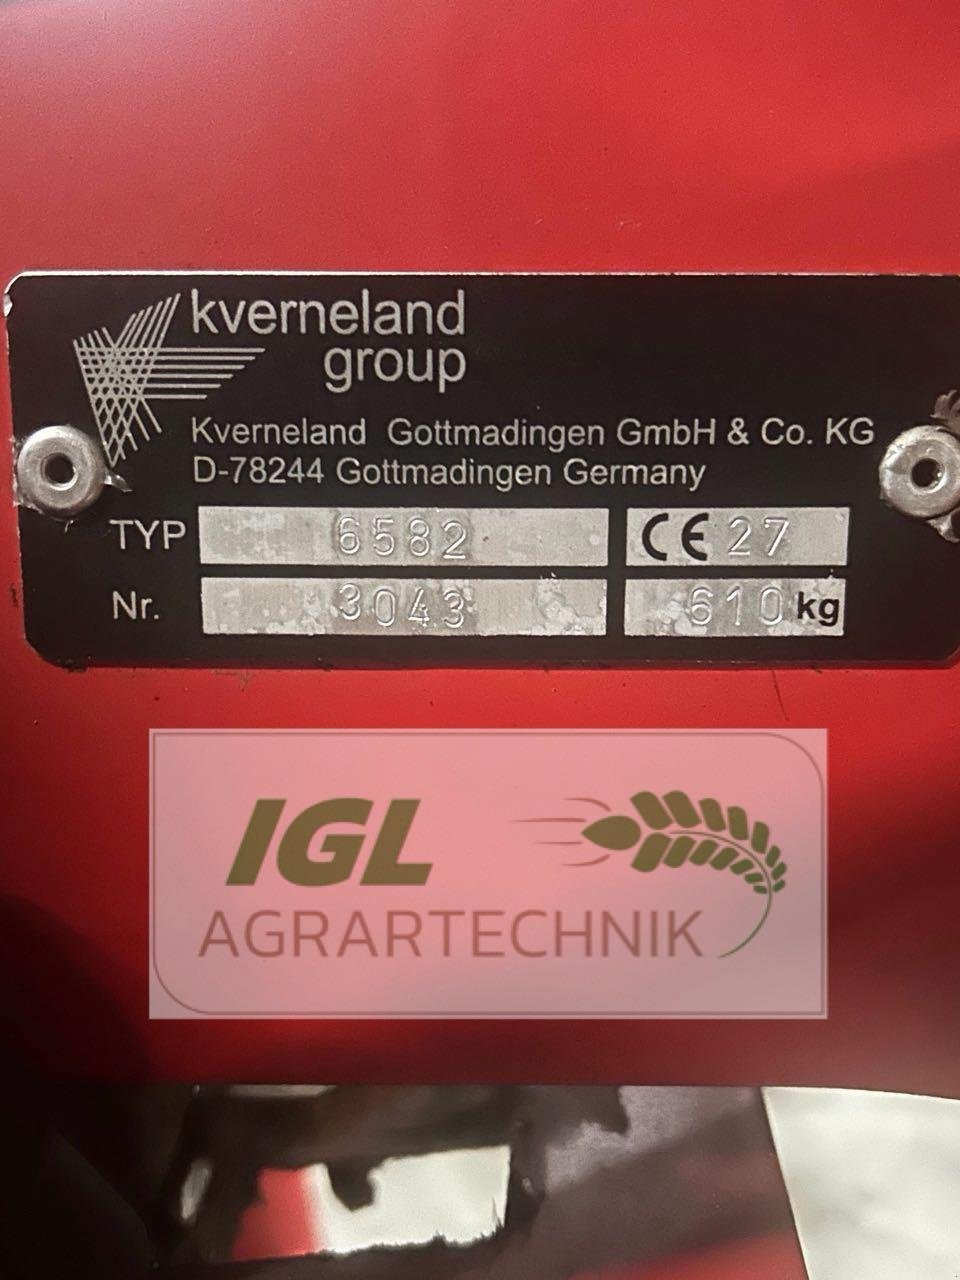 kverneland
group
Kverneland Gottmadingen GmbH & Co. KG
D-78244 Gottmadingen Germany
TYP 6582 CE 27
Nr. 3043 610 kg
IGL
AGRARTECHNIK